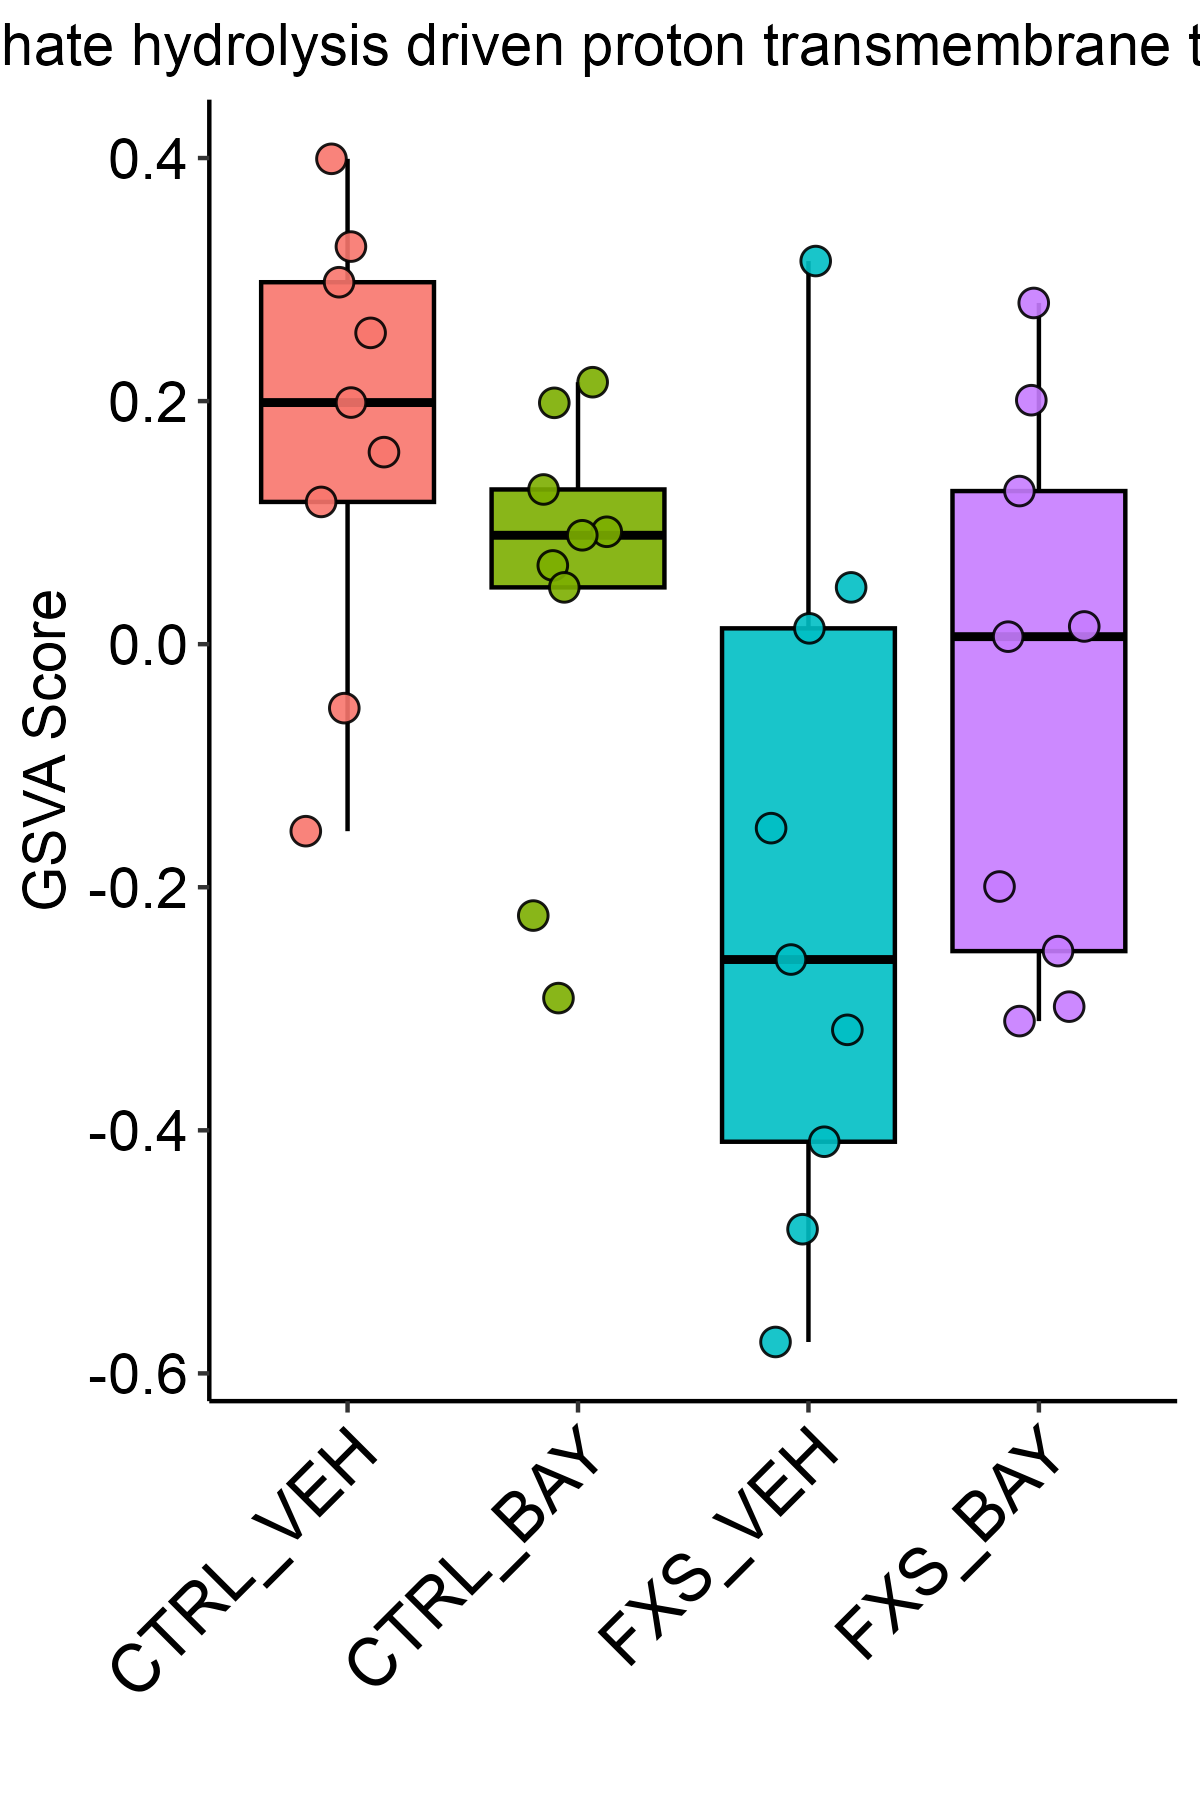 hate hydrolysis driven proton transmembrane t
0.4
0.2
0.0
-0.2
-0.4
-0.6
GSVA Score
CTRL_VEH
CTRL_BAY
FXS_VEH
FXS_BAY